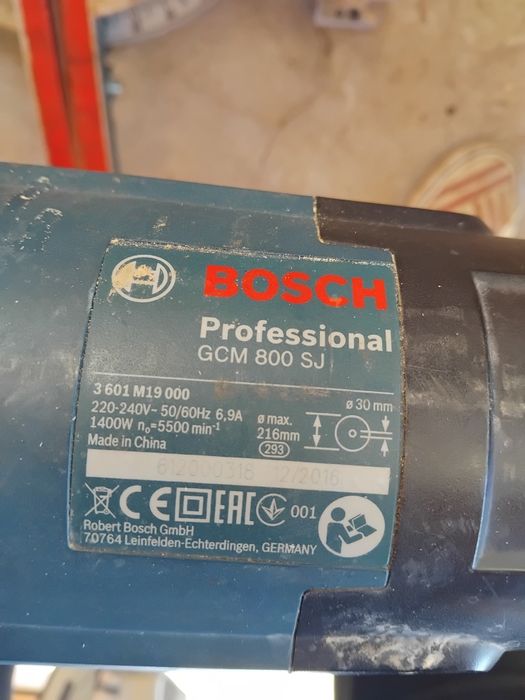 BOSCH
Professional
GCM 800 SJ
3 601 M19 000
220-240V~ 50/60Hz 6,9A
1400W n₀=5500 min⁻¹
Made in China
ø max.
216mm
293
ø 30 mm
612000318 12/2016
CE EAC 001
Robert Bosch GmbH
70764 Leinfelden-Echterdingen, GERMANY